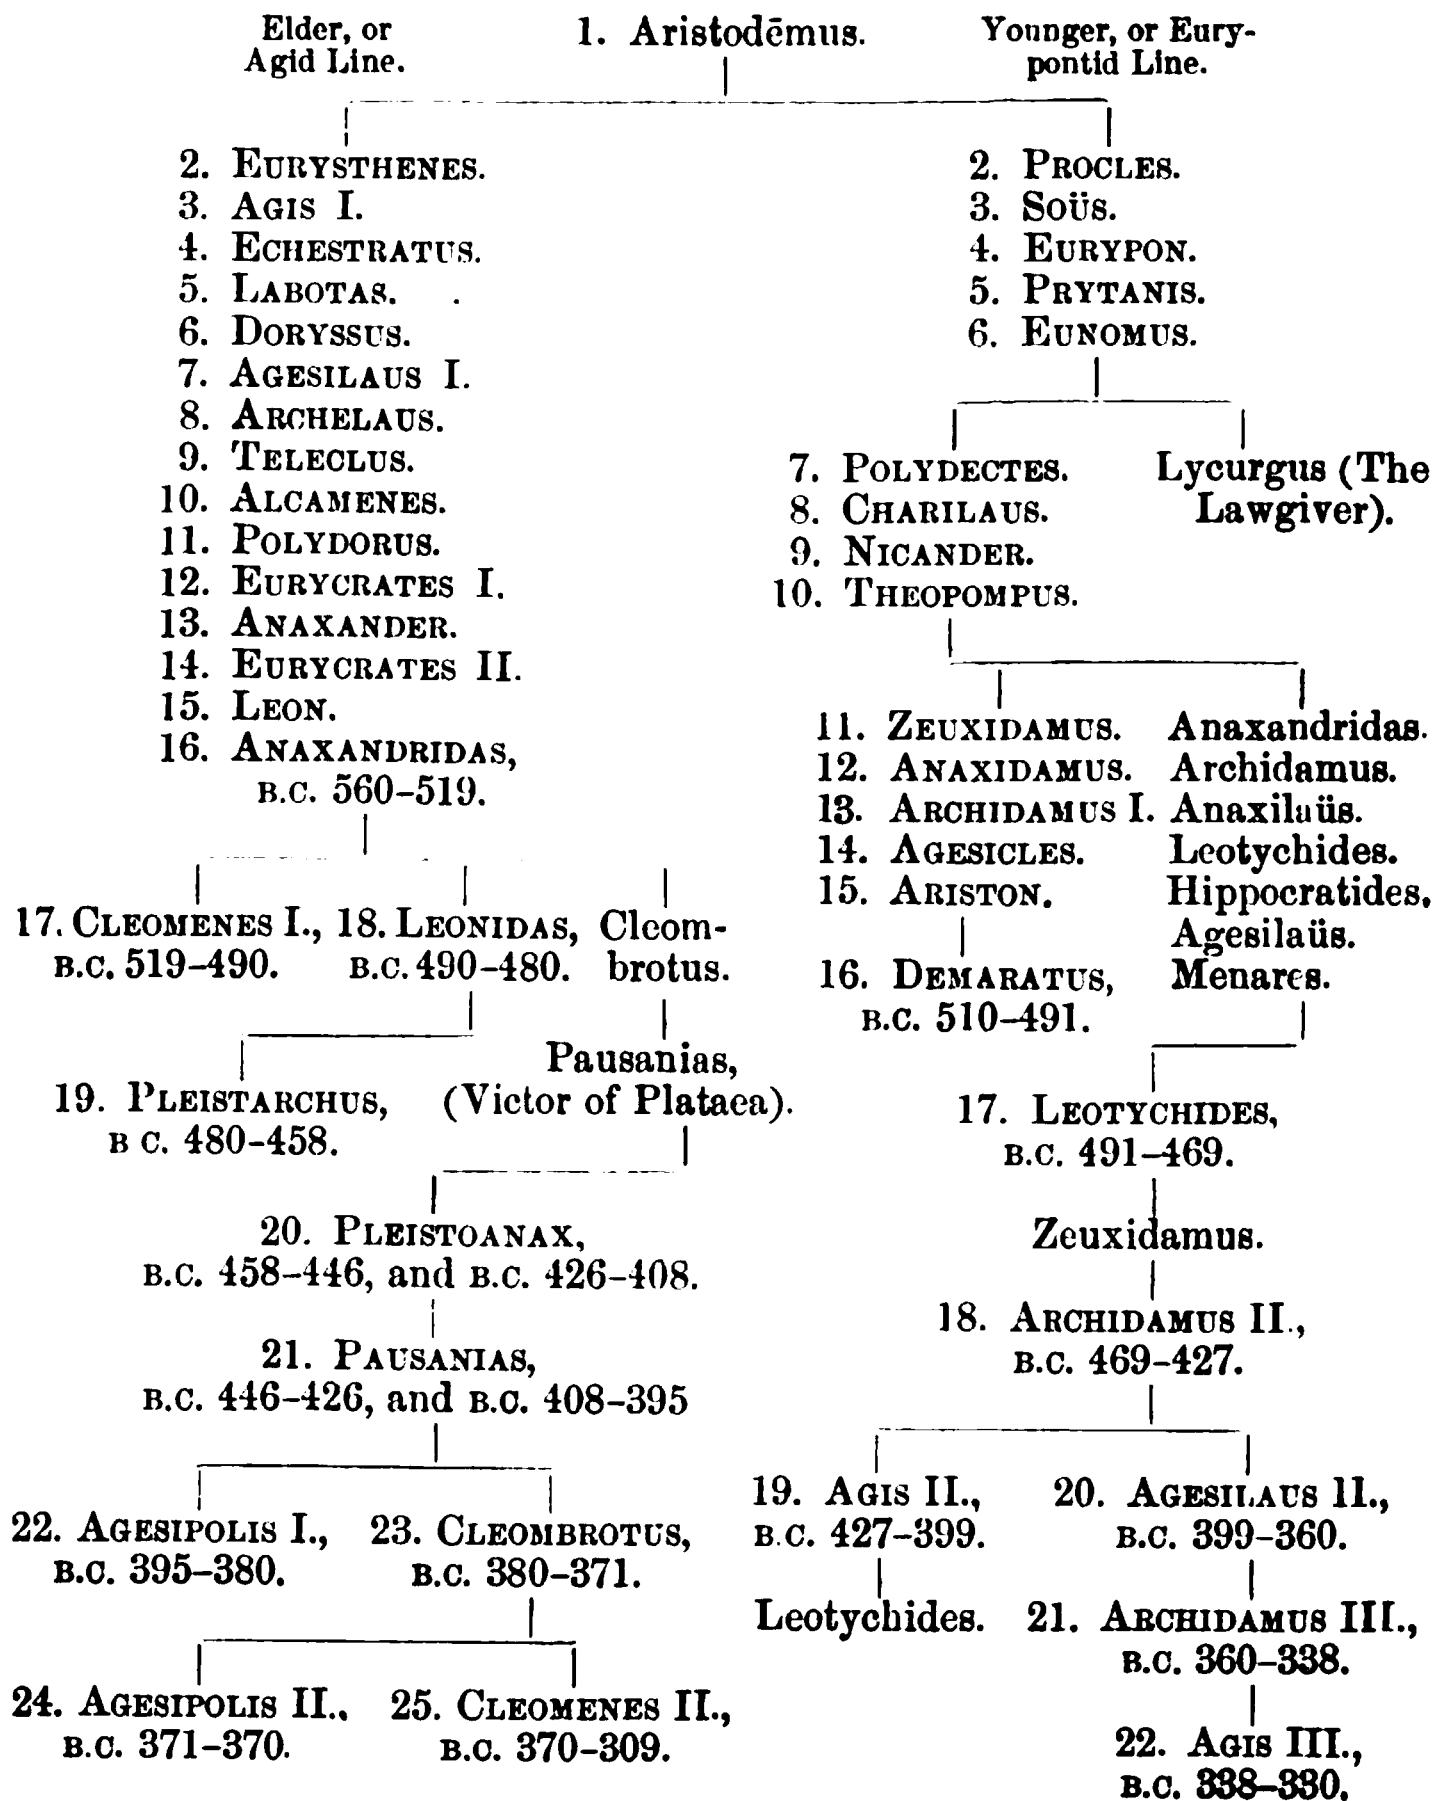 Elder, or
Agid Line.
1. Aristodēmus.
Younger, or Eury-
pontid Line.
2. EURYSTHENES.
3. AGIS I.
4. ECHESTRATUS.
5. LABOTAS.
6. DORYSSUS.
7. AGESILAUS I.
8. ARCHELAUS.
9. TELECLUS.
10. ALCAMENES.
11. POLYDORUS.
12. EURYCRATES I.
13. ANAXANDER.
14. EURYCRATES II.
15. LEON.
16. ANAXANDRIDAS,
B.C. 560–519.
17. CLEOMENES I.,
B.C. 519–490.
18. LEONIDAS,
B.C. 490–480.
Cleom-
brotus.
19. PLEISTARCHUS,
B C. 480–458.
Pausanias,
(Victor of Plataea).
20. PLEISTOANAX,
B.C. 458–446, and B.C. 426–408.
21. PAUSANIAS,
B.C. 446–426, and B.C. 408–395
22. AGESIPOLIS I.,
B.C. 395–380.
23. CLEOMBROTUS,
B.C. 380–371.
24. AGESIPOLIS II.,
B.C. 371–370.
25. CLEOMENES II.,
B.C. 370–309.
2. PROCLES.
3. SOÜS.
4. EURYPON.
5. PRYTANIS.
6. EUNOMUS.
7. POLYDECTES.
8. CHARILAUS.
9. NICANDER.
10. THEOPOMPUS.
Lycurgus (The
Lawgiver).
11. ZEUXIDAMUS.
12. ANAXIDAMUS.
13. ARCHIDAMUS I.
14. AGESICLES.
15. ARISTON.
16. DEMARATUS,
B.C. 510–491.
Anaxandridas.
Archidamus.
Anaxilaüs.
Leotychides.
Hippocratides.
Agesilaüs.
Menares.
17. LEOTYCHIDES,
B.C. 491–469.
Zeuxidamus.
18. ARCHIDAMUS II.,
B.C. 469–427.
19. AGIS II.,
B.C. 427–399.
Leotychides.
20. AGESILAUS II.,
B.C. 399–360.
21. ARCHIDAMUS III.,
B.C. 360–338.
22. AGIS III.,
B.C. 338–330.